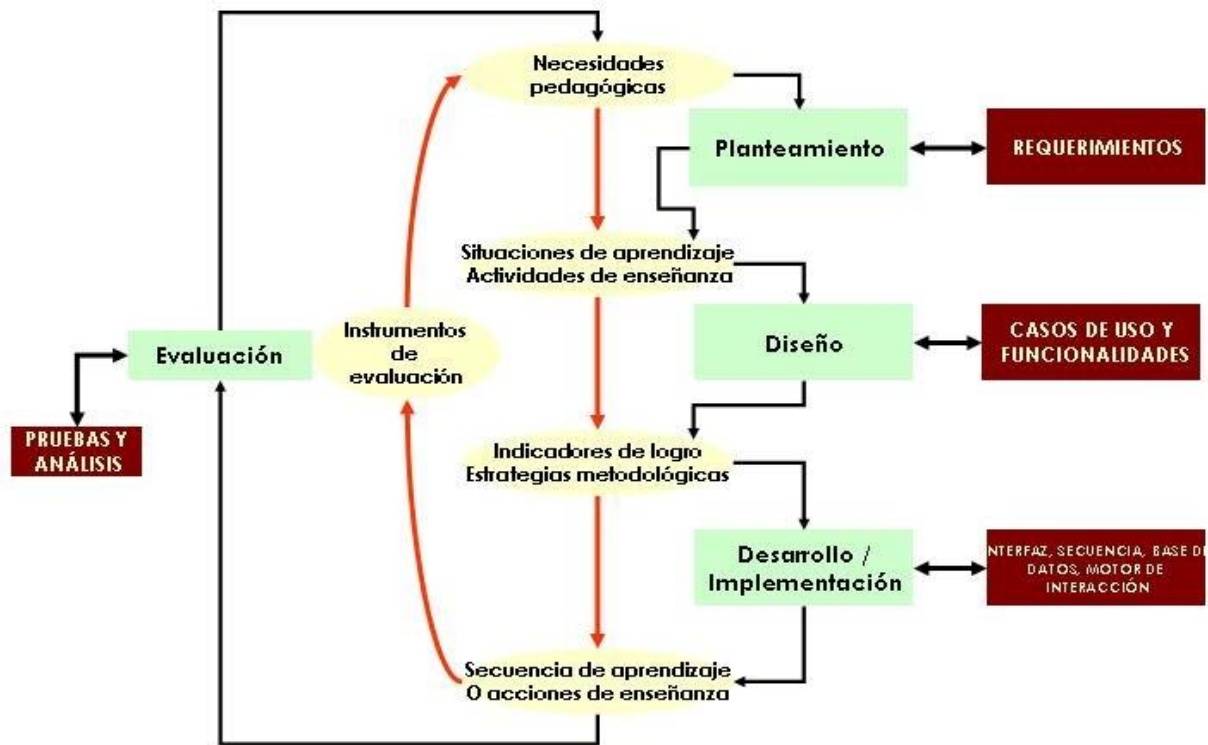 Necesidades
pedagógicas
Planteamiento
REQUERIMIENTOS
Situaciones de aprendizaje
Actividades de enseñanza
Diseño
CASOS DE USO Y
FUNCIONALIDADES
Evaluación
Instrumentos
de
evaluación
PRUEBAS Y
ANÁLISIS
Indicadores de logro
Estrategias metodológicas
Desarrollo /
Implementación
NTERFAZ, SECUENCIA, BASE DE
DATOS, MOTOR DE
INTERACCIÓN
Secuencia de aprendizaje
O acciones de enseñanza